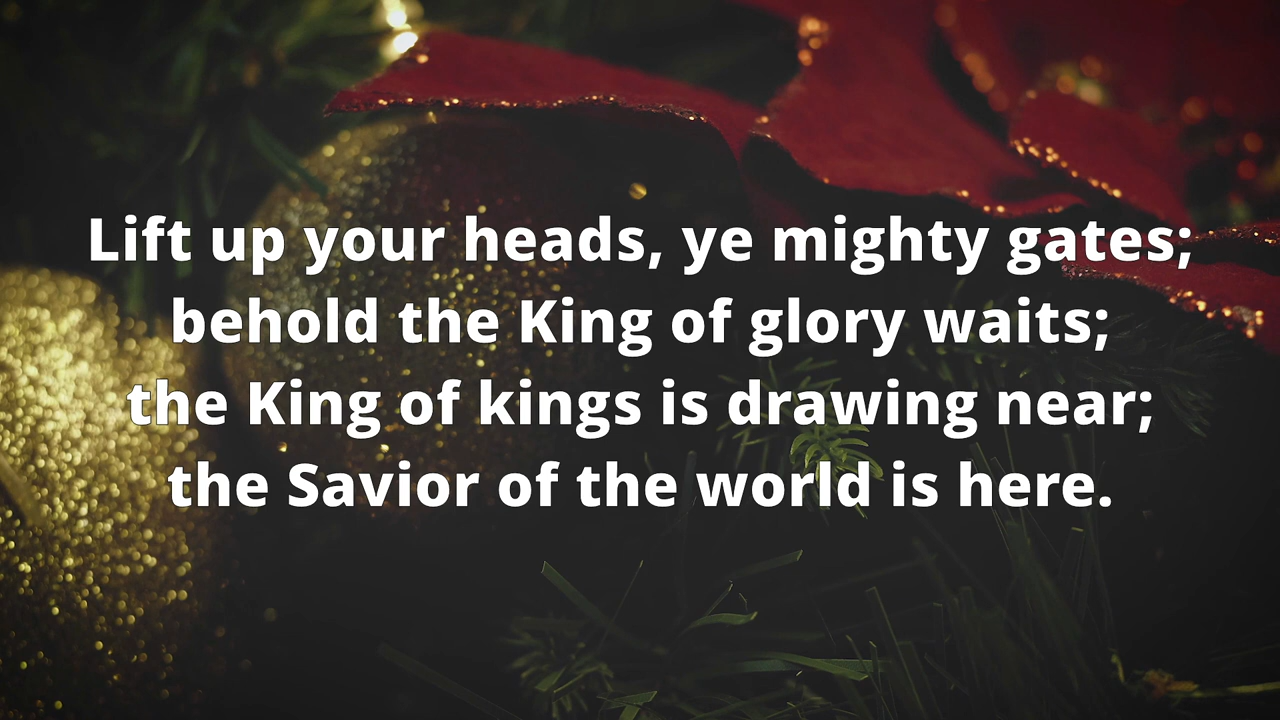 Lift up your heads, ye mighty gates;
behold the King of glory waits;
the King of kings is drawing near;
the Savior of the world is here.